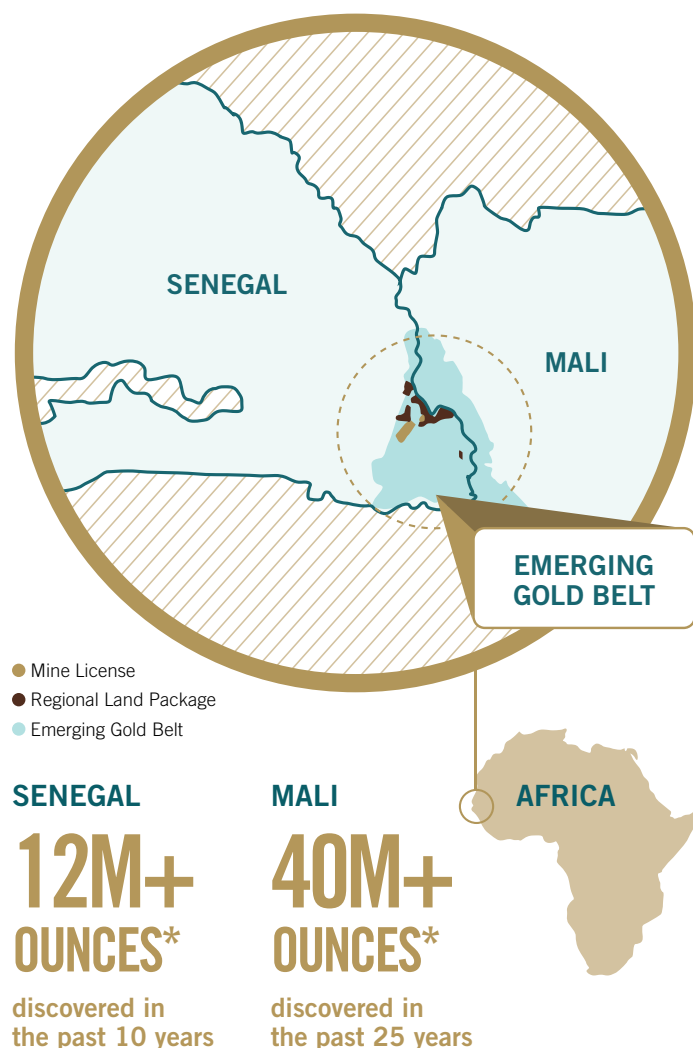 SENEGAL
MALI
EMERGING
GOLD BELT
Mine License
Regional Land Package
Emerging Gold Belt
SENEGAL
12M+
OUNCES*
discovered in
the past 10 years
MALI
40M+
OUNCES*
discovered in
the past 25 years
AFRICA